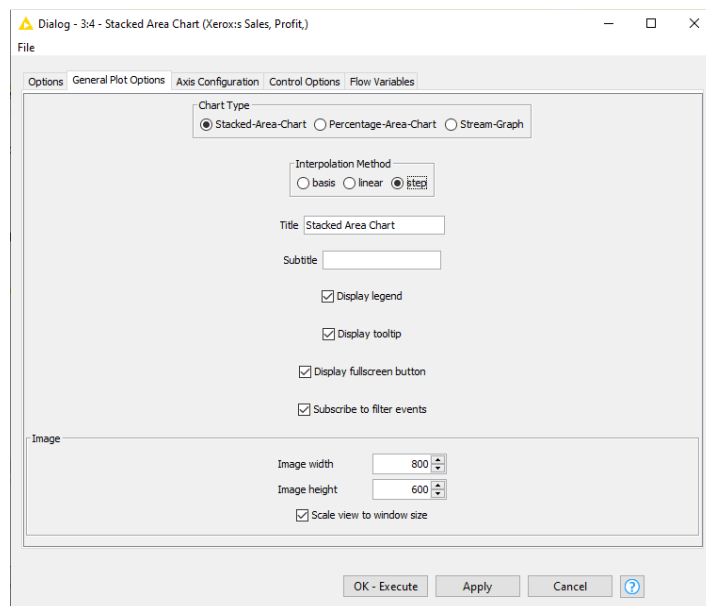 Dialog - 3:4 - Stacked Area Chart (Xerox:s Sales, Profit,)
File
Options General Plot Options Axis Configuration Control Options Flow Variables
Chart Type
Stacked-Area-Chart Percentage-Area-Chart Stream-Graph
Interpolation Method
basis linear step
Title Stacked Area Chart
Subtitle
Display legend
Display tooltip
Display fullscreen button
Subscribe to filter events
Image
Image width 800
Image height 600
Scale view to window size
OK - Execute Apply Cancel ?